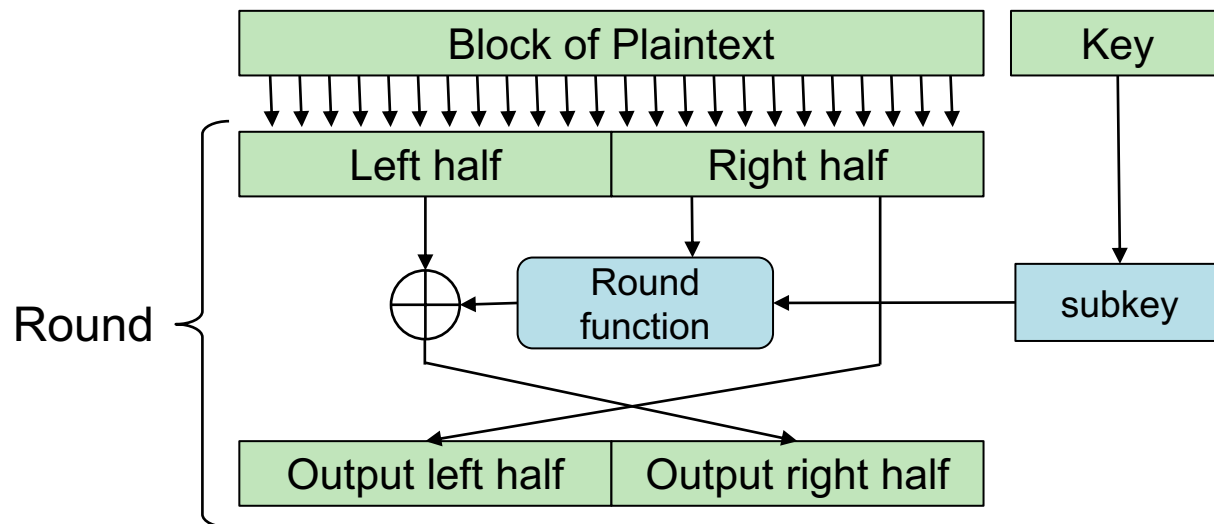 Block of Plaintext
Key
Left half
Right half
Round
function
subkey
Round
Output left half
Output right half